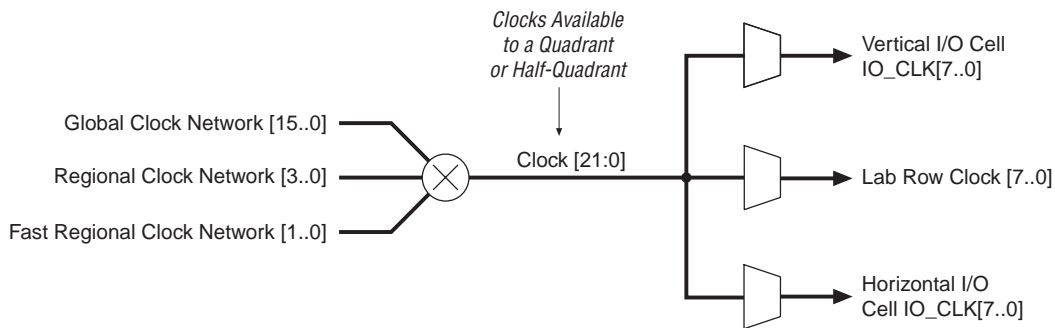 Clocks Available
to a Quadrant
or Half-Quadrant
Vertical I/O Cell
IO_CLK[7..0]
Global Clock Network [15..0]
Clock [21:0]
Regional Clock Network [3..0]
Lab Row Clock [7..0]
Fast Regional Clock Network [1..0]
Horizontal I/O
Cell IO_CLK[7..0]